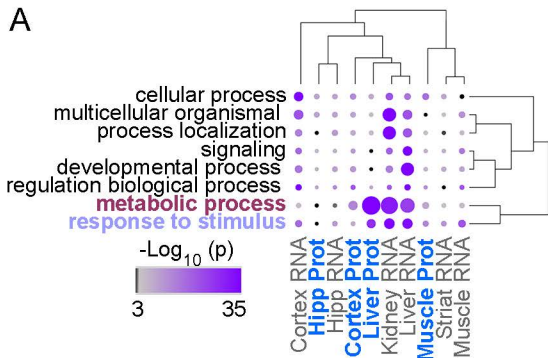 A
cellular process
multicellular organismal
process localization
signaling
developmental process
regulation biological process
metabolic process
response to stimulus
-Log10 (p)
3 35
Cortex RNA
Hipp Prot
Hipp RNA
Cortex Prot
Liver Prot
Kidney RNA
Liver RNA
Muscle Prot
Striat RNA
Muscle RNA